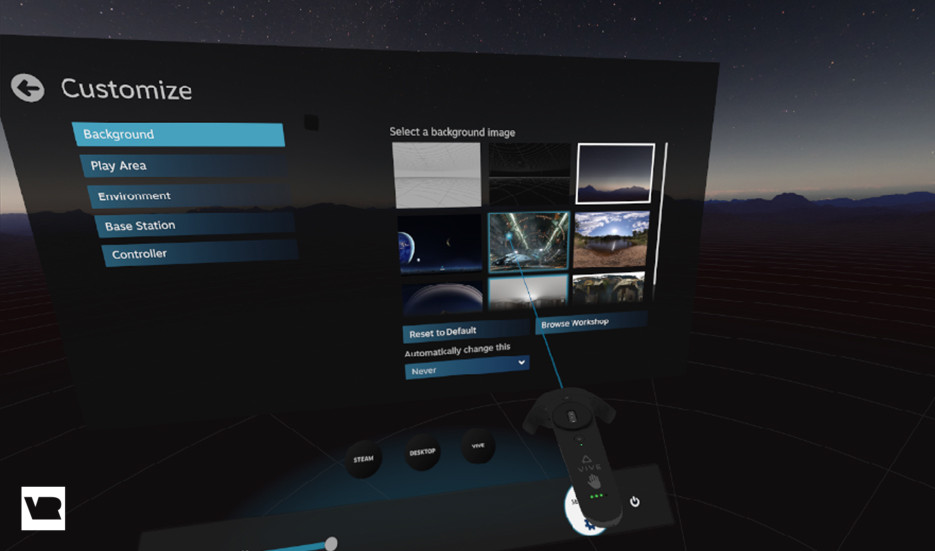 Customize
Background
Play Area
Environment
Base Station
Controller
Select a background image
Reset to Default
Browse Workshop
Automatically change this
Never
STEAM
DESKTOP
VIVE
VIVE
VR